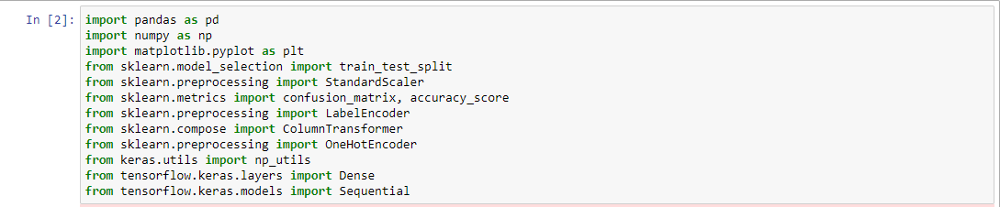 In [2]:
import pandas as pd
import numpy as np
import matplotlib.pyplot as plt
from sklearn.model_selection import train_test_split
from sklearn.preprocessing import StandardScaler
from sklearn.metrics import confusion_matrix, accuracy_score
from sklearn.preprocessing import LabelEncoder
from sklearn.compose import ColumnTransformer
from sklearn.preprocessing import OneHotEncoder
from keras.utils import np_utils
from tensorflow.keras.layers import Dense
from tensorflow.keras.models import Sequential